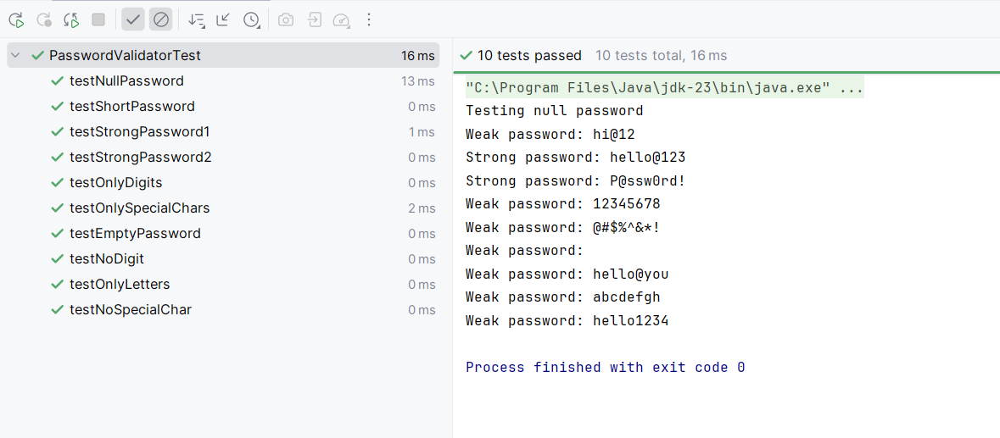 PasswordValidatorTest 16 ms
testNullPassword 13 ms
testShortPassword 0 ms
testStrongPassword1 1 ms
testStrongPassword2 0 ms
testOnlyDigits 0 ms
testOnlySpecialChars 2 ms
testEmptyPassword 0 ms
testNoDigit 0 ms
testOnlyLetters 0 ms
testNoSpecialChar 0 ms
10 tests passed 10 tests total, 16 ms
"C:\Program Files\Java\jdk-23\bin\java.exe" ...
Testing null password
Weak password: hi@12
Strong password: hello@123
Strong password: P@ssw0rd!
Weak password: 12345678
Weak password: @#$%^&*!
Weak password:
Weak password: hello@you
Weak password: abcdefgh
Weak password: hello1234
Process finished with exit code 0